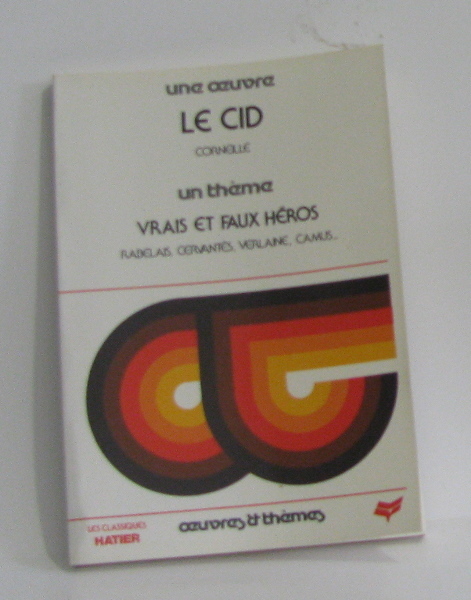 une œuvre
LE CID
CORNEILLE
un thème
VRAIS ET FAUX HÉROS
RABELAIS, CERVANTÈS, VERLAINE, CAMUS...
LES CLASSIQUES
HATIER
œuvres & thèmes